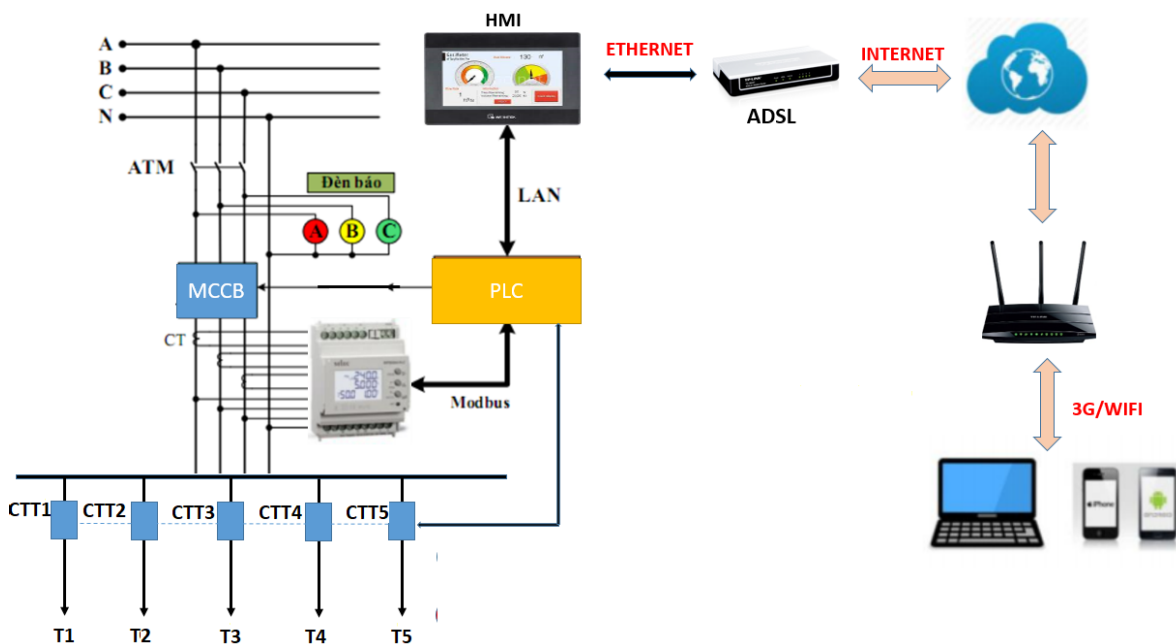 HMI
A
B
C
N
ETHERNET
INTERNET
ADSL
ATM
Đèn báo
LAN
A
B
C
MCCB
PLC
CT
Modbus
3G/WIFI
CTT1
CTT2
CTT3
CTT4
CTT5
iPhone
T1
T2
T3
T4
T5